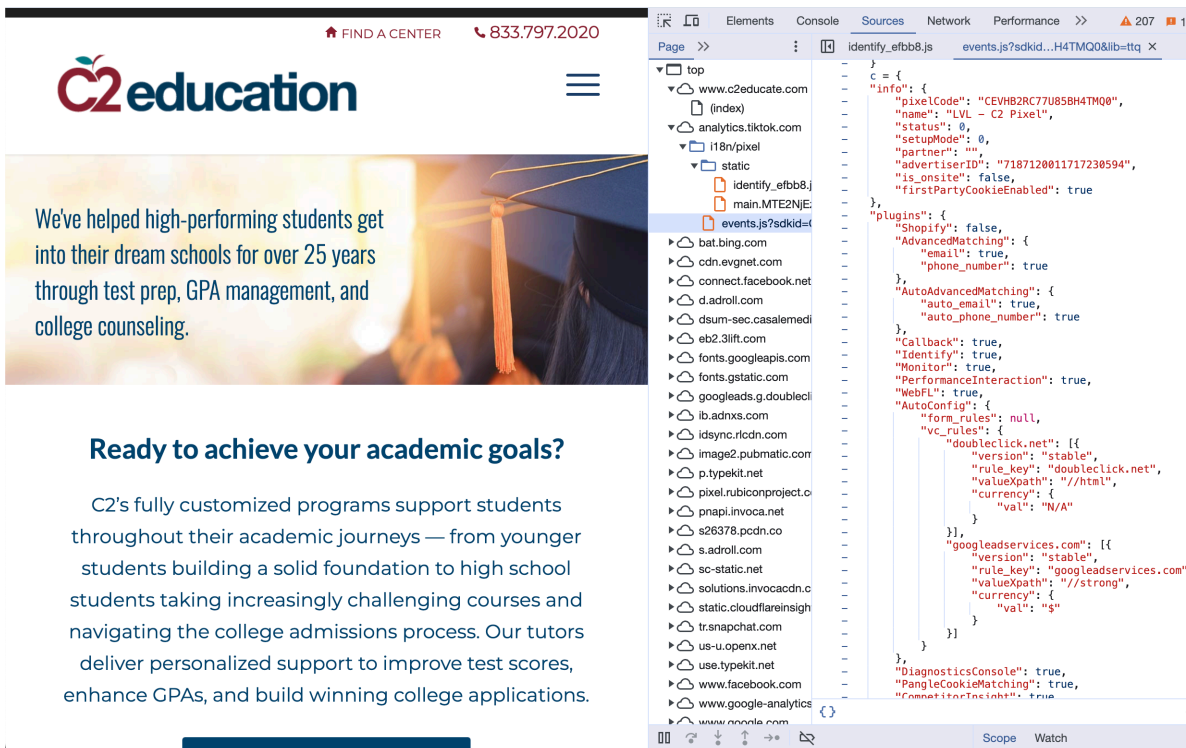 FIND A CENTER
833.797.2020
C2education
We've helped high-performing students get
into their dream schools for over 25 years
through test prep, GPA management, and
college counseling.
Ready to achieve your academic goals?
C2's fully customized programs support students
throughout their academic journeys — from younger
students building a solid foundation to high school
students taking increasingly challenging courses and
navigating the college admissions process. Our tutors
deliver personalized support to improve test scores,
enhance GPAs, and build winning college applications.
Elements Console Sources Network Performance 207 1
Page
identify_efbb8.js events.js?sdkid...H4TMQ0&lib=ttq
top
www.c2educate.com
(index)
analytics.tiktok.com
i18n/pixel
static
identify_efbb8.j
main.MTE2NjE
events.js?sdkid=
bat.bing.com
cdn.evgnet.com
connect.facebook.net
d.adroll.com
dsum-sec.casalemedi
eb2.3lift.com
fonts.googleapis.com
fonts.gstatic.com
googleads.g.doublecli
ib.adnxs.com
idsync.rlcdn.com
image2.pubmatic.com
p.typekit.net
pixel.rubiconproject.c
pnapi.invoca.net
s26378.pcdn.co
s.adroll.com
sc-static.net
solutions.invocacdn.c
static.cloudflareinsigh
tr.snapchat.com
us-u.openx.net
use.typekit.net
www.facebook.com
www.google-analytics
www.google.com
}
c = {
"info": {
"pixelCode": "CEVHB2RC77U85BH4TMQ0",
"name": "LVL - C2 Pixel",
"status": 0,
"setupMode": 0,
"partner": "",
"advertiserID": "7187120011717230594",
"is_onsite": false,
"firstPartyCookieEnabled": true
},
"plugins": {
"Shopify": false,
"AdvancedMatching": {
"email": true,
"phone_number": true
},
"AutoAdvancedMatching": {
"auto_email": true,
"auto_phone_number": true
},
"Callback": true,
"Identify": true,
"Monitor": true,
"PerformanceInteraction": true,
"WebFL": true,
"AutoConfig": {
"form_rules": null,
"vc_rules": {
"doubleclick.net": [{
"version": "stable",
"rule_key": "doubleclick.net",
"valueXpath": "//html",
"currency": {
"val": "N/A"
}
}],
"googleadservices.com": [{
"version": "stable",
"rule_key": "googleadservices.com"
"valueXpath": "//strong",
"currency": {
"val": "$"
}
}]
}
},
"DiagnosticsConsole": true,
"PangleCookieMatching": true,
"CompetitorInsight": true
{}
Scope Watch